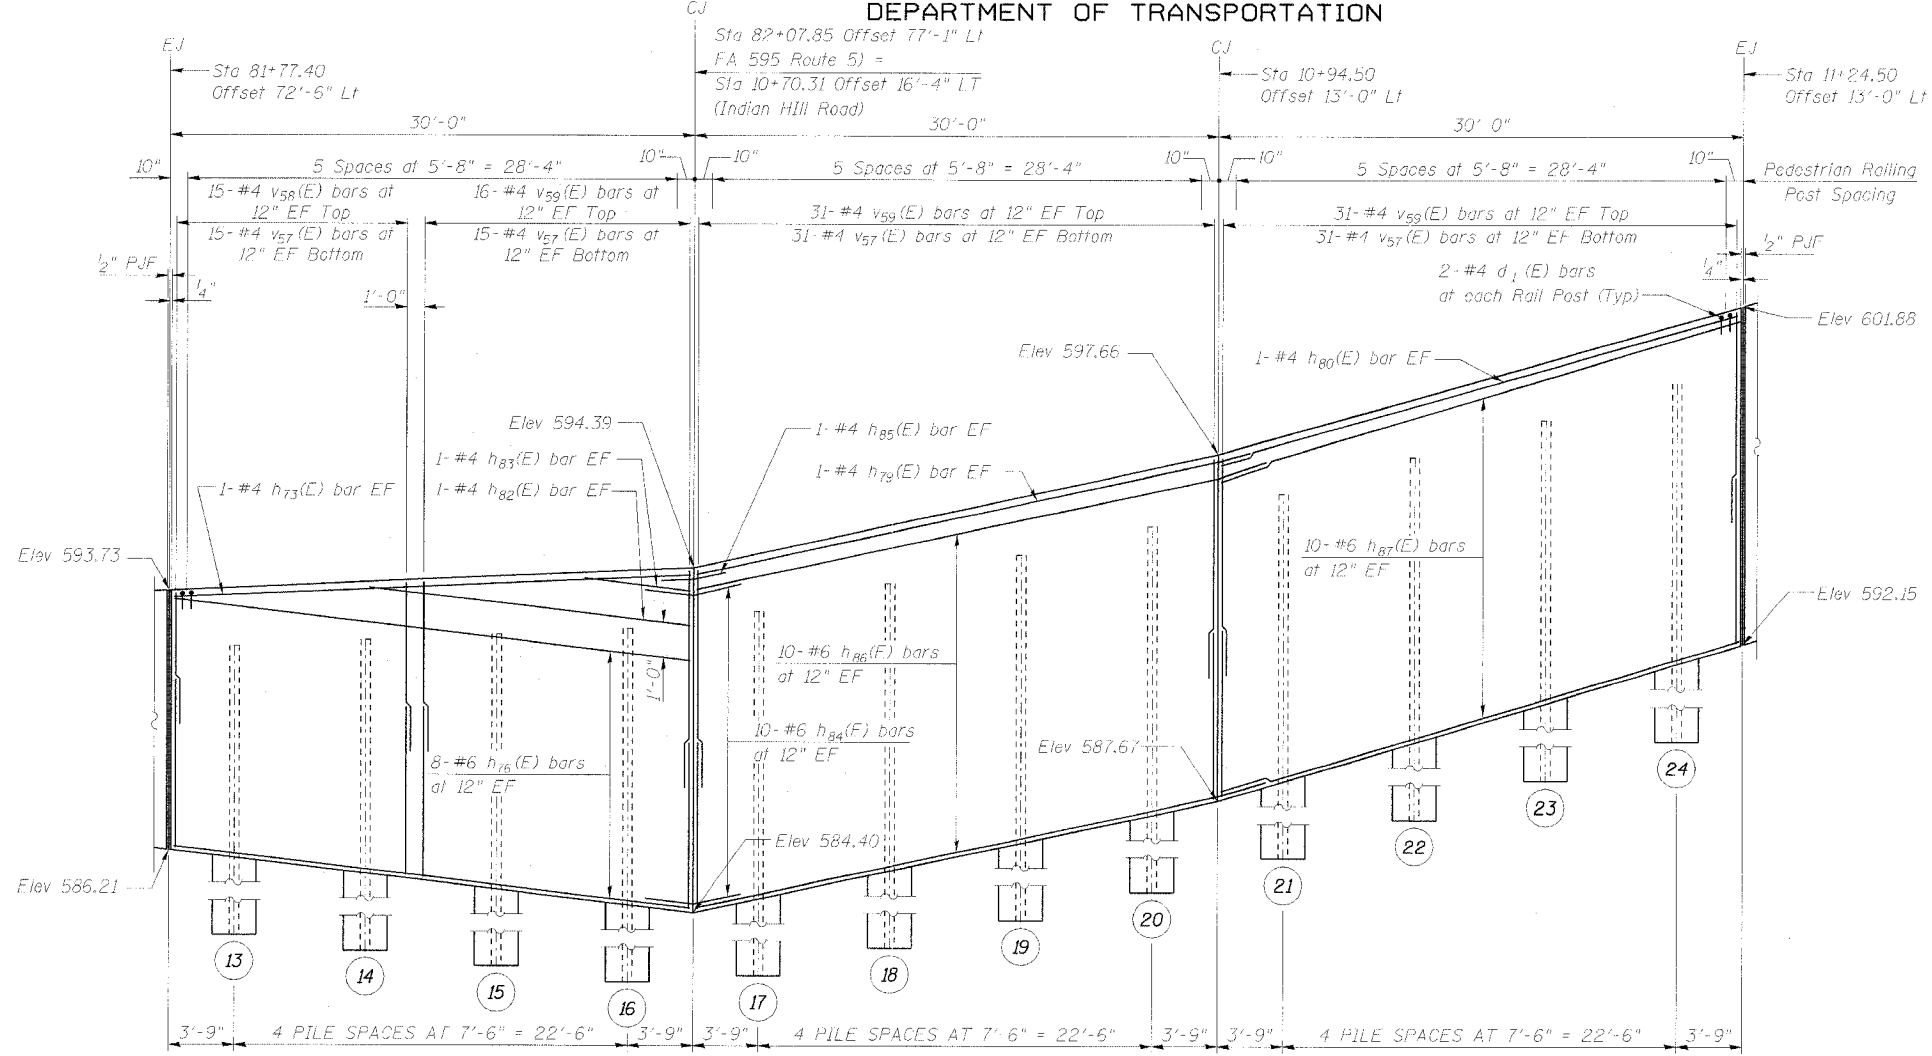 DEPARTMENT OF TRANSPORTATION
CJ
Sta 82+07.85 Offset 77'-1" Lt
FA 595 Route 5) =
Sta 10+70.31 Offset 16'-4" LT
(Indian Hill Road)
EJ
Sta 81+77.40
Offset 72'-6" Lt
CJ
Sta 10+94.50
Offset 13'-0" Lt
EJ
Sta 11+24.50
Offset 13'-0" Lt
30'-0"
30'-0"
30' 0"
10"
5 Spaces at 5'-8" = 28'-4"
10"
10"
5 Spaces at 5'-8" = 28'-4"
10"
10"
5 Spaces at 5'-8" = 28'-4"
10"
Pedestrian Railing
Post Spacing
15-#4 v58(E) bars at
12" EF Top
15-#4 v57(E) bars at
12" EF Bottom
16-#4 v59(E) bars at
12" EF Top
15-#4 v57(E) bars at
12" EF Bottom
31-#4 v59(E) bars at 12" EF Top
31-#4 v57(E) bars at 12" EF Bottom
31-#4 v59(E) bars at 12" EF Top
31-#4 v57(E) bars at 12" EF Bottom
1/2" PJF
1/4"
1'-0"
2-#4 d1(E) bars
at each Rail Post (Typ)
1/4"
1/2" PJF
Elev 601.88
Elev 597.66
1-#4 h80(E) bar EF
Elev 594.39
1-#4 h85(E) bar EF
1-#4 h83(E) bar EF
1-#4 h79(E) bar EF
1-#4 h73(E) bar EF
1-#4 h82(E) bar EF
Elev 593.73
10-#6 h87(E) bars
at 12" EF
Elev 592.15
10-#6 h86(E) bars
at 12" EF
1'-0"
10-#6 h84(E) bars
at 12" EF
Elev 587.67
8-#6 h76(E) bars
at 12" EF
Elev 584.40
Elev 586.21
13
14
15
16
17
18
19
20
21
22
23
24
3'-9"
4 PILE SPACES AT 7'-6" = 22'-6"
3'-9"
3'-9"
4 PILE SPACES AT 7'-6" = 22'-6"
3'-9"
3'-9"
4 PILE SPACES AT 7'-6" = 22'-6"
3'-9"